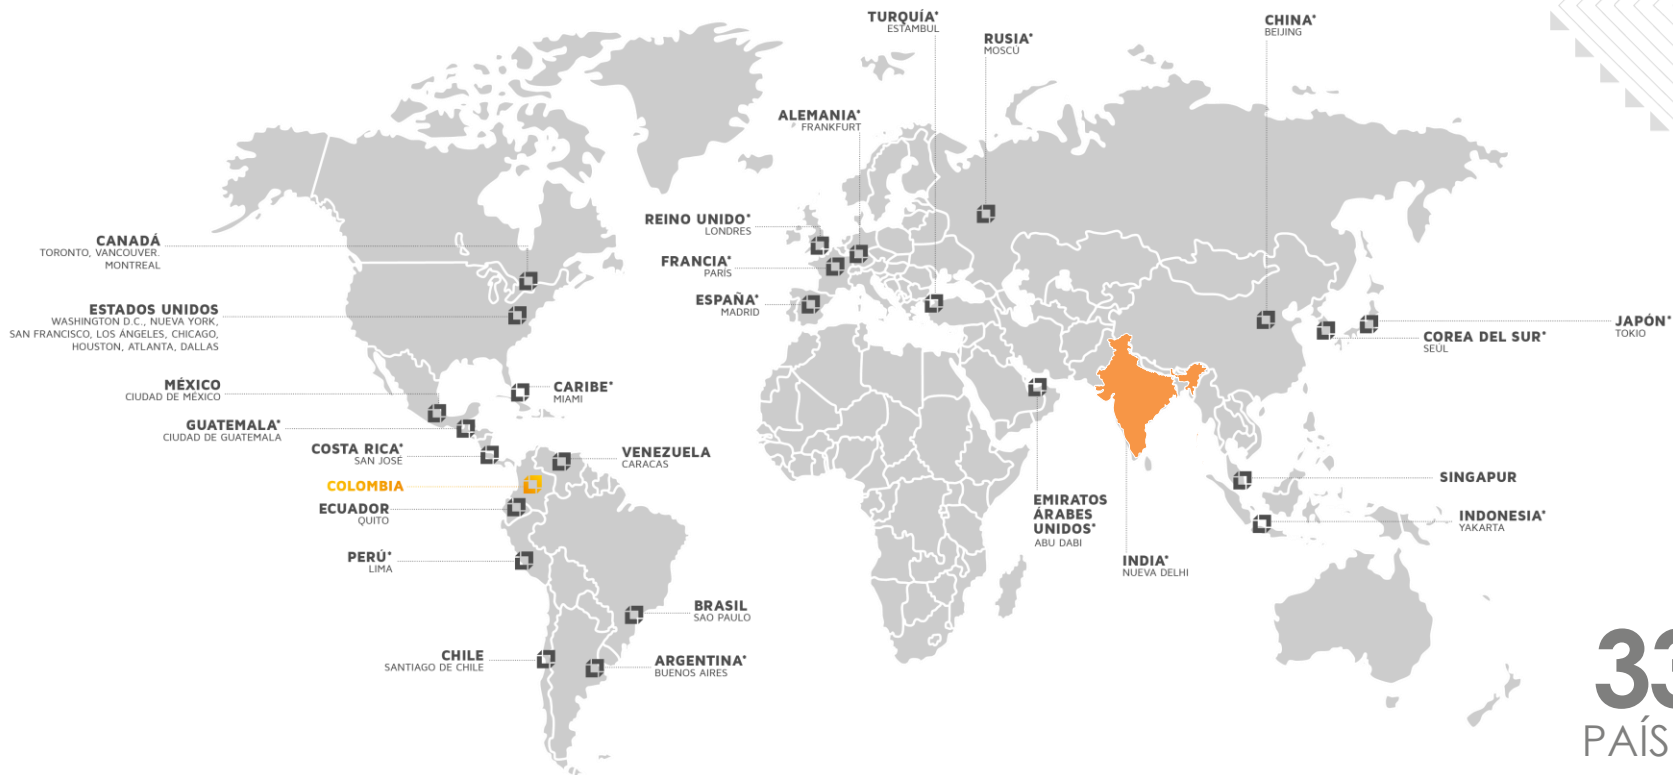 TURQUÍA*
ESTAMBUL
RUSIA*
MOSCÚ
CHINA*
BEIJING
ALEMANIA*
FRANKFURT
REINO UNIDO*
LONDRES
FRANCIA*
PARÍS
ESPAÑA*
MADRID
CANADÁ
TORONTO, VANCOUVER.
MONTREAL
ESTADOS UNIDOS
WASHINGTON D.C., NUEVA YORK,
SAN FRANCISCO, LOS ÁNGELES, CHICAGO,
HOUSTON, ATLANTA, DALLAS
JAPÓN*
TOKIO
COREA DEL SUR*
SEÚL
MÉXICO
CIUDAD DE MÉXICO
CARIBE*
MIAMI
GUATEMALA*
CIUDAD DE GUATEMALA
COSTA RICA*
SAN JOSÉ
VENEZUELA
CARACAS
COLOMBIA
ECUADOR
QUITO
PERÚ*
LIMA
BRASIL
SAO PAULO
CHILE
SANTIAGO DE CHILE
ARGENTINA*
BUENOS AIRES
EMIRATOS
ÁRABES
UNIDOS*
ABU DABI
INDIA*
NUEVA DELHI
SINGAPUR
INDONESIA*
YAKARTA
33
PAÍS